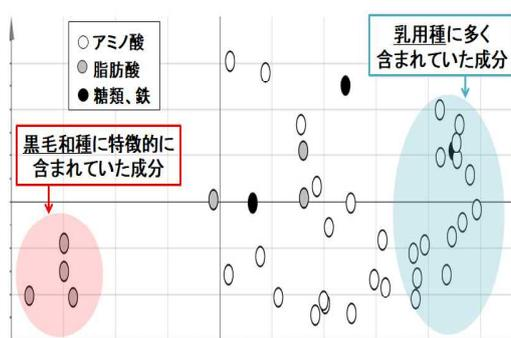 アミノ酸
脂肪酸
糖類、鉄
乳用種に多く
含まれていた成分
黒毛和種に特徴的に
含まれていた成分